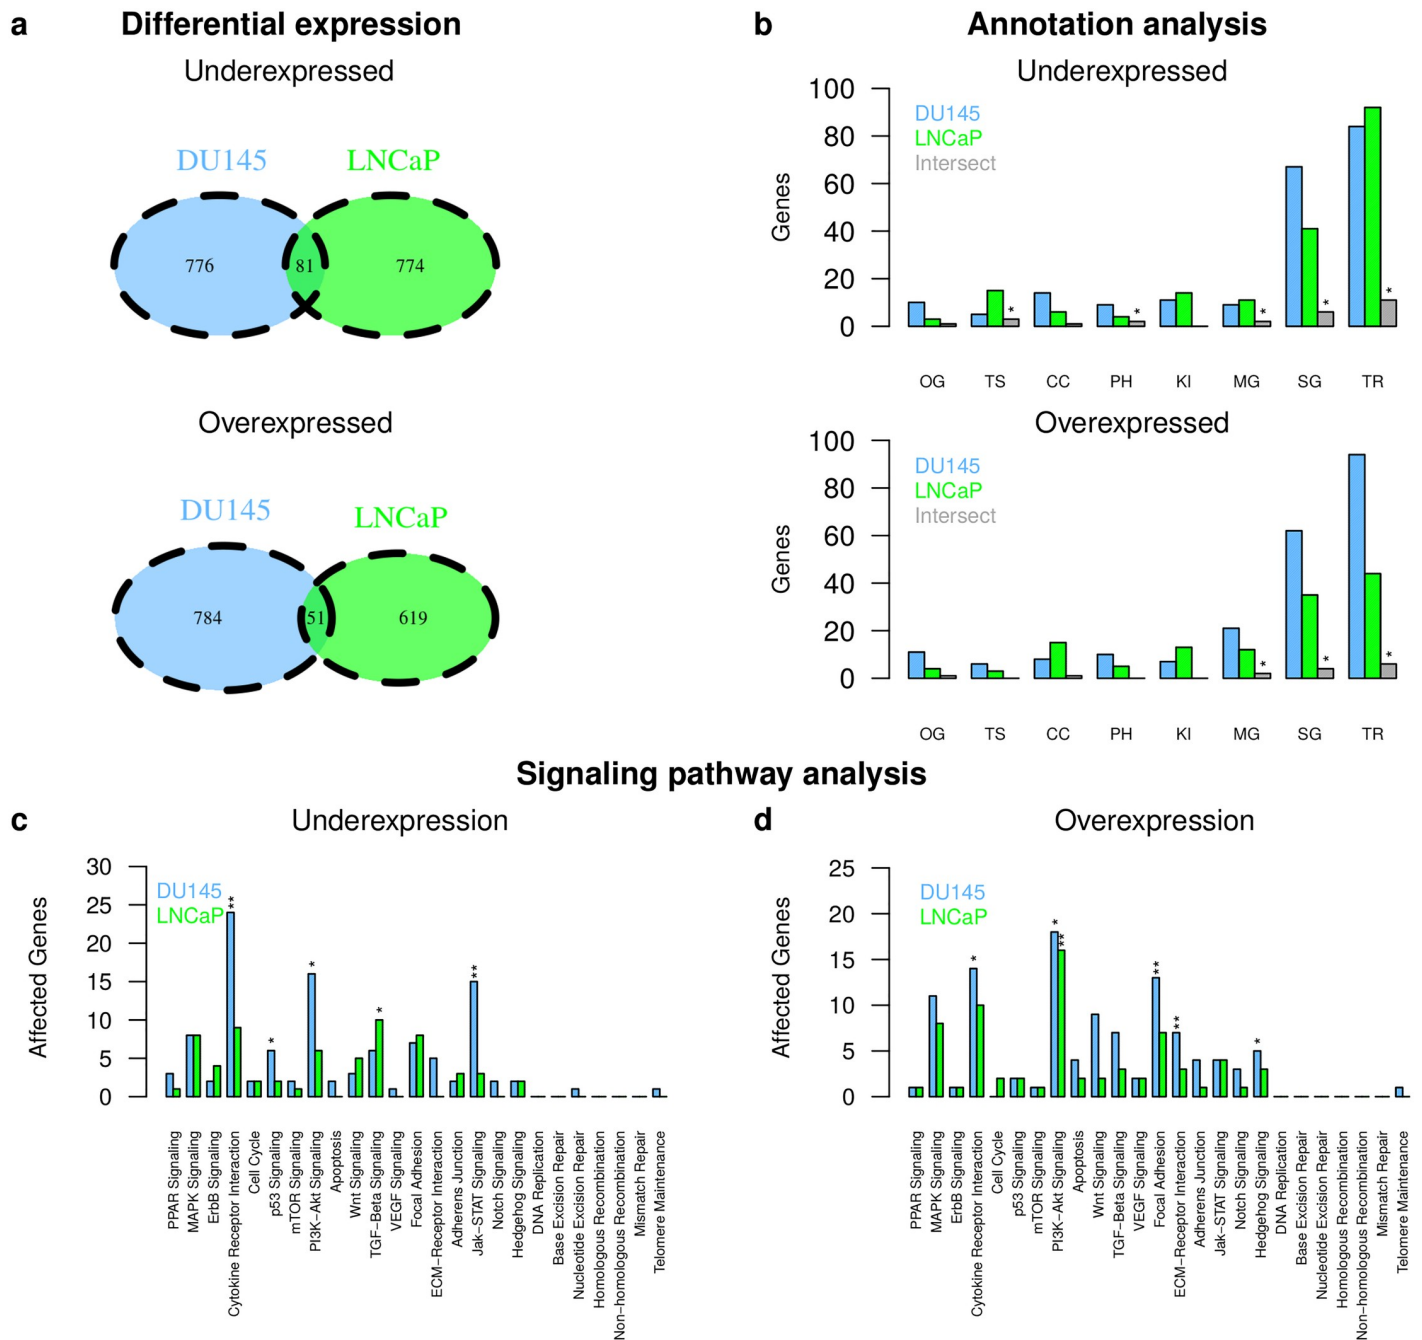 a
Differential expression
Underexpressed
DU145
LNCaP
776
81
774
Overexpressed
DU145
LNCaP
784
51
619
b
Annotation analysis
Underexpressed
Genes
100
80
60
40
20
0
DU145
LNCaP
Intersect
*
*
*
*
*
OG TS CC PH KI MG SG TR
Overexpressed
Genes
100
80
60
40
20
0
DU145
LNCaP
Intersect
*
*
*
OG TS CC PH KI MG SG TR
Signaling pathway analysis
c
Underexpression
Affected Genes
30
25
20
15
10
5
0
DU145
LNCaP
**
*
*
*
**
PPAR Signaling
MAPK Signaling
ErbB Signaling
Cytokine Receptor Interaction
Cell Cycle
p53 Signaling
mTOR Signaling
PI3K−Akt Signaling
Apoptosis
Wnt Signaling
TGF−Beta Signaling
VEGF Signaling
Focal Adhesion
ECM−Receptor Interaction
Adherens Junction
Jak−STAT Signaling
Notch Signaling
Hedgehog Signaling
DNA Replication
Base Excision Repair
Nucleotide Excision Repair
Homologous Recombination
Non−homologous Recombination
Mismatch Repair
Telomere Maintenance
d
Overexpression
Affected Genes
25
20
15
10
5
0
DU145
LNCaP
*
*
**
**
**
*
PPAR Signaling
MAPK Signaling
ErbB Signaling
Cytokine Receptor Interaction
Cell Cycle
p53 Signaling
mTOR Signaling
PI3K−Akt Signaling
Apoptosis
Wnt Signaling
TGF−Beta Signaling
VEGF Signaling
Focal Adhesion
ECM−Receptor Interaction
Adherens Junction
Jak−STAT Signaling
Notch Signaling
Hedgehog Signaling
DNA Replication
Base Excision Repair
Nucleotide Excision Repair
Homologous Recombination
Non−homologous Recombination
Mismatch Repair
Telomere Maintenance